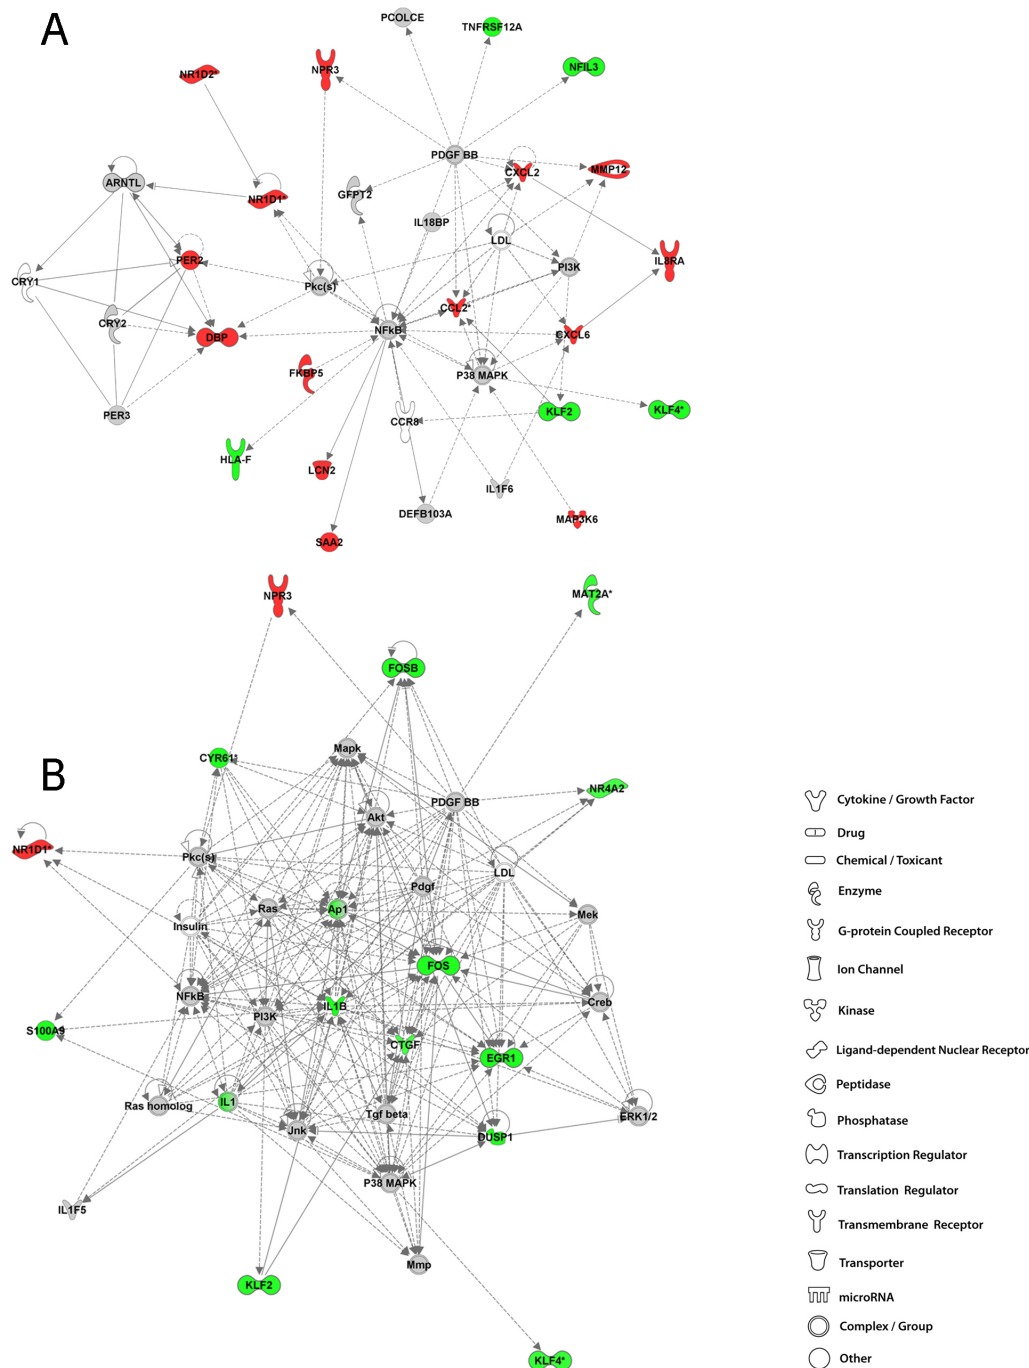 A
PCOLCE
TNFRSF12A
NFIL3
NR1D2*
NPR3
PDGF BB
CXCL2
MMP12
ARNTL
NR1D1*
GFPT2
IL18BP
LDL
PER2
PI3K
IL8RA
CRY1
Pkc(s)
CCL2*
CRY2
DBP
NFkB
CXCL6
FKBP5
P38 MAPK
PER3
CCR8
KLF2
KLF4*
HLA-F
LCN2
IL1F6
DEFB103A
MAP3K6
SAA2
NPR3
MAT2A*
FOSB
B
CYR61*
Mapk
NR4A2
PDGF BB
Akt
NR1D1*
Pkc(s)
LDL
Pdgf
Ras
Ap1
Mek
Insulin
FOS
NFkB
IL1B
Creb
PI3K
S100A9
CTGF
EGR1
Ras homolog
IL1
Tgf beta
ERK1/2
Jnk
DUSP1
P38 MAPK
IL1F5
Mmp
KLF2
KLF4*
Cytokine / Growth Factor
Drug
Chemical / Toxicant
Enzyme
G-protein Coupled Receptor
Ion Channel
Kinase
Ligand-dependent Nuclear Receptor
Peptidase
Phosphatase
Transcription Regulator
Translation Regulator
Transmembrane Receptor
Transporter
microRNA
Complex / Group
Other